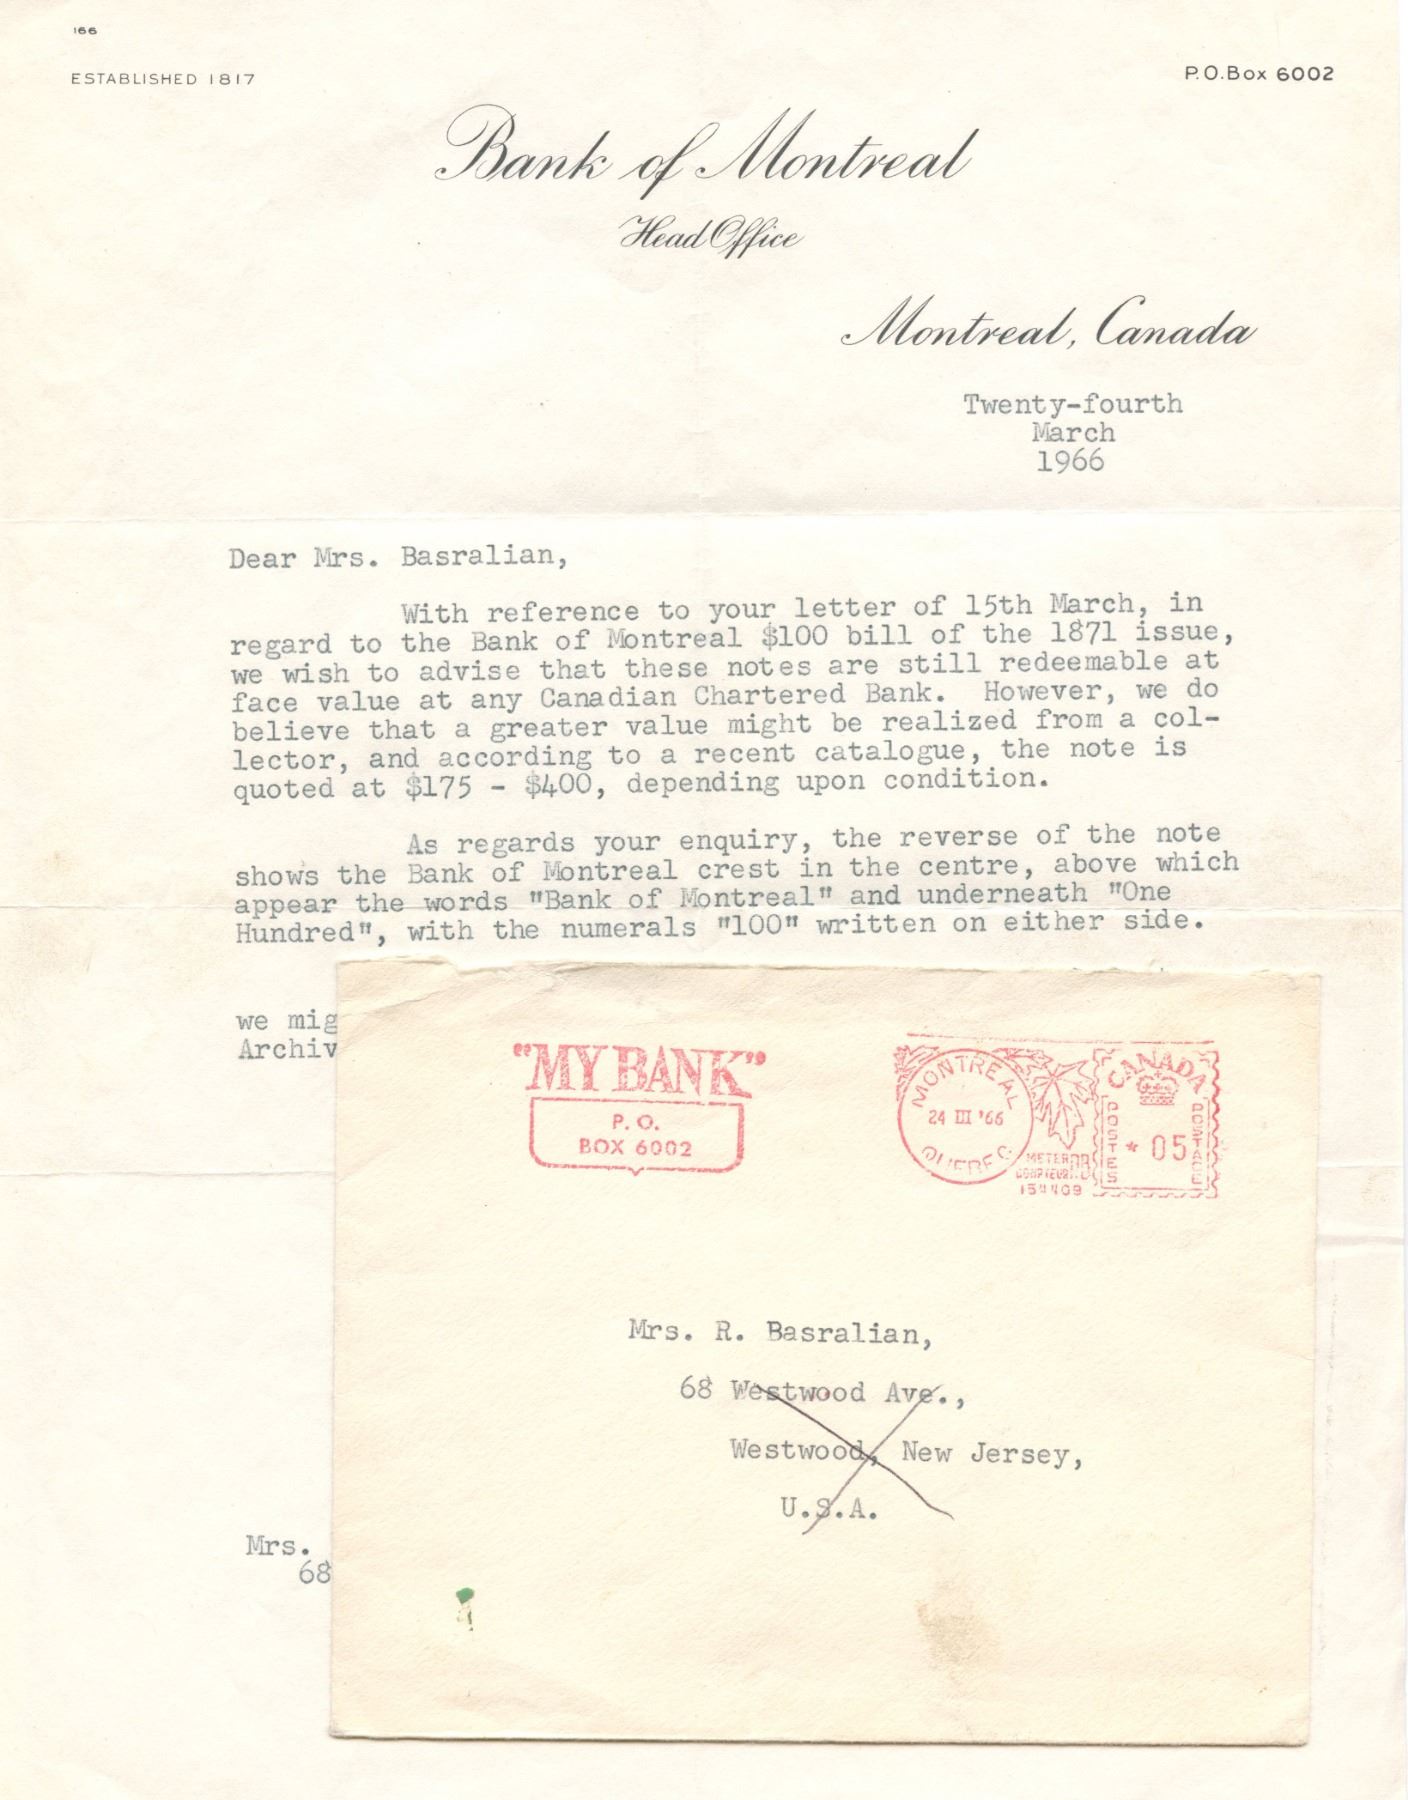 166
ESTABLISHED 1817
P.O.Box 6002
Bank of Montreal
Head Office
Montreal, Canada
Twenty-fourth
March
1966
Dear Mrs. Basralian,
With reference to your letter of 15th March, in
regard to the Bank of Montreal $100 bill of the 1871 issue,
we wish to advise that these notes are still redeemable at
face value at any Canadian Chartered Bank. However, we do
believe that a greater value might be realized from a col-
lector, and according to a recent catalogue, the note is
quoted at $175 - $400, depending upon condition.
As regards your enquiry, the reverse of the note
shows the Bank of Montreal crest in the centre, above which
appear the words "Bank of Montreal" and underneath "One
Hundred", with the numerals "100" written on either side.
we mig
Archiv
Mrs.
68
"MY BANK"
P. O.
BOX 6002
MONTREAL
24 III '66
QUEBEC
METER
CANADA
POSTES
* 05
POSTAGE
Mrs. R. Basralian,
68 Westwood Ave.,
Westwood, New Jersey,
U.S.A.